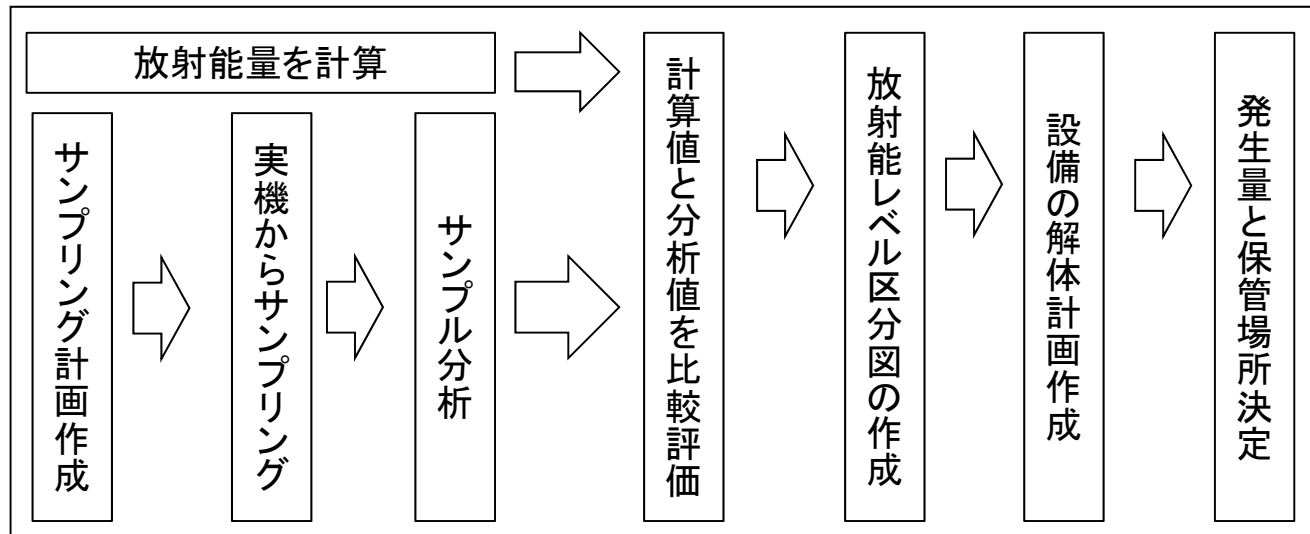 放射能量を計算
サンプリング計画作成
実機からサンプリング
サンプル分析
計算値と分析値を比較評価
放射能レベル区分図の作成
設備の解体計画作成
発生量と保管場所決定